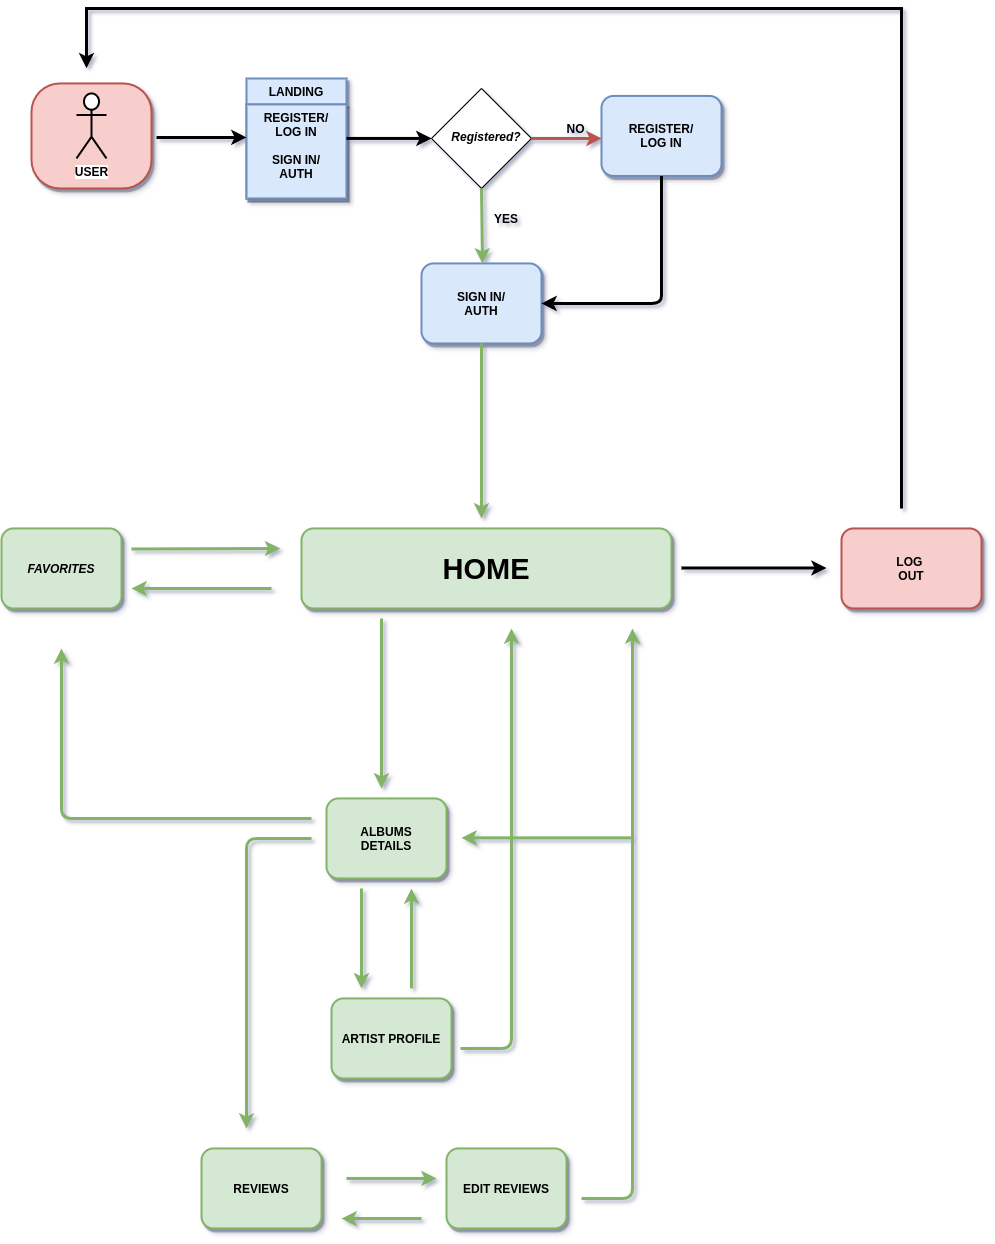 LANDING
REGISTER/
LOG IN
SIGN IN/
AUTH
USER
Registered?
NO
REGISTER/
LOG IN
YES
SIGN IN/
AUTH
FAVORITES
HOME
LOG
OUT
ALBUMS
DETAILS
ARTIST PROFILE
REVIEWS
EDIT REVIEWS